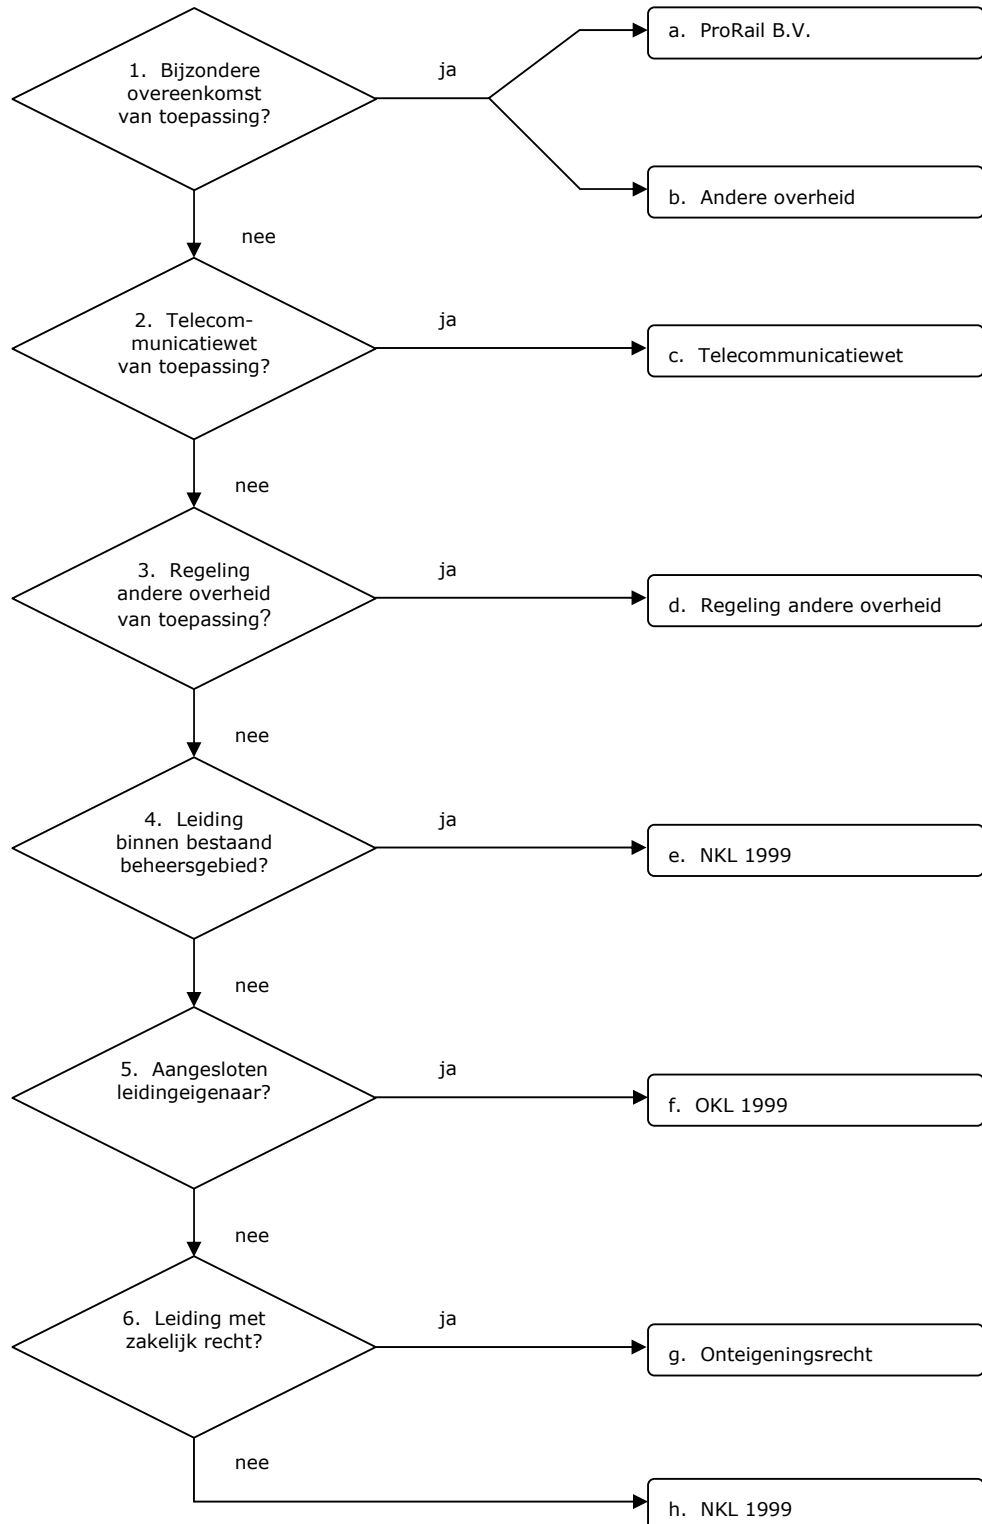 a. ProRail B.V.
ja
1. Bijzondere
overeenkomst
van toepassing?
b. Andere overheid
nee
2. Telecom-
municatiewet
van toepassing?
ja
c. Telecommunicatiewet
nee
3. Regeling
andere overheid
van toepassing?
ja
d. Regeling andere overheid
nee
4. Leiding
binnen bestaand
beheersgebied?
ja
e. NKL 1999
nee
5. Aangesloten
leidingeigenaar?
ja
f. OKL 1999
nee
6. Leiding met
zakelijk recht?
ja
g. Onteigeningsrecht
nee
h. NKL 1999